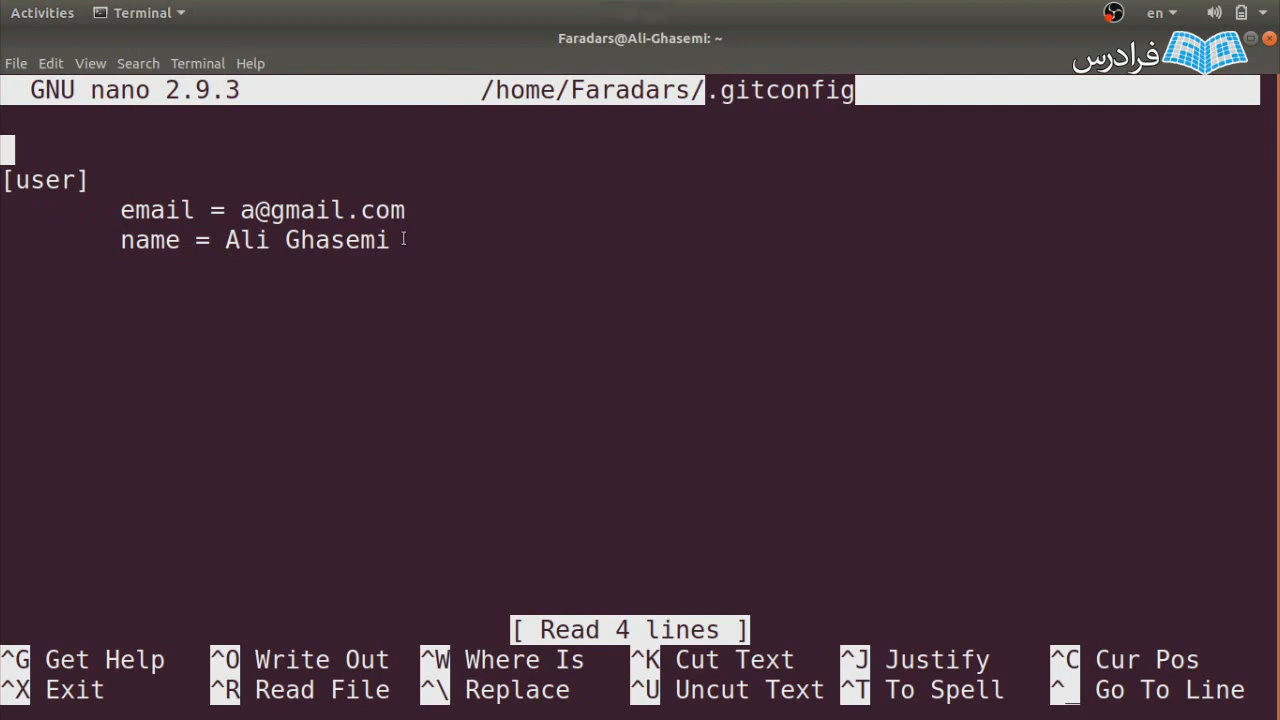 Activities Terminal en
Faradars@Ali-Ghasemi: ~
فرادرس
File Edit View Search Terminal Help
GNU nano 2.9.3 /home/Faradars/.gitconfig
[user]
email = a@gmail.com
name = Ali Ghasemi
[ Read 4 lines ]
^G Get Help ^O Write Out ^W Where Is ^K Cut Text ^J Justify ^C Cur Pos
^X Exit ^R Read File ^\ Replace ^U Uncut Text ^T To Spell ^_ Go To Line